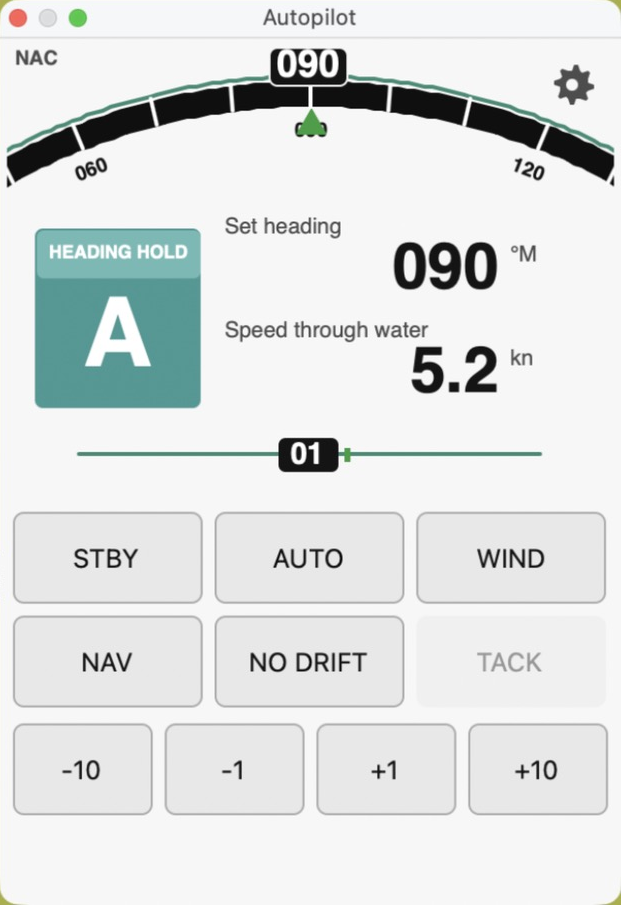 Autopilot
NAC
090
060
120
HEADING HOLD
A
Set heading
090 °M
Speed through water
5.2 kn
01
STBY
AUTO
WIND
NAV
NO DRIFT
TACK
-10
-1
+1
+10